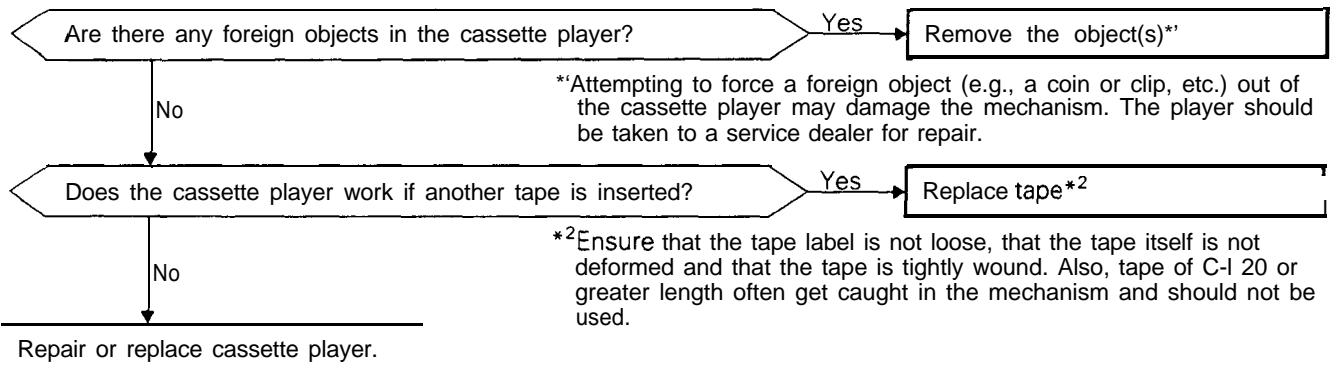 Are there any foreign objects in the cassette player?
Yes
Remove the object(s)*'
*'Attempting to force a foreign object (e.g., a coin or clip, etc.) out of
the cassette player may damage the mechanism. The player should
be taken to a service dealer for repair.
No
Does the cassette player work if another tape is inserted?
Yes
Replace tape*2
*2Ensure that the tape label is not loose, that the tape itself is not
deformed and that the tape is tightly wound. Also, tape of C-I 20 or
greater length often get caught in the mechanism and should not be
used.
No
Repair or replace cassette player.